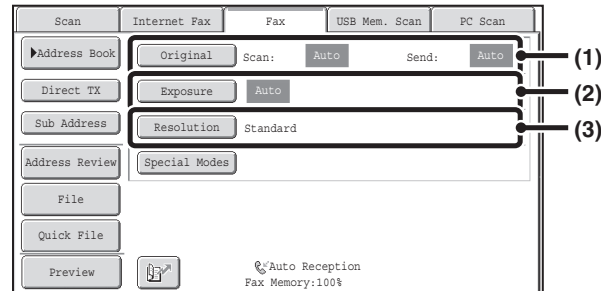 Scan Internet Fax Fax USB Mem. Scan PC Scan
Address Book Original Scan: Auto Send: Auto (1)
Direct TX Exposure Auto (2)
Sub Address Resolution Standard (3)
Address Review Special Modes
File
Quick File
Preview Auto Reception
Fax Memory:100%